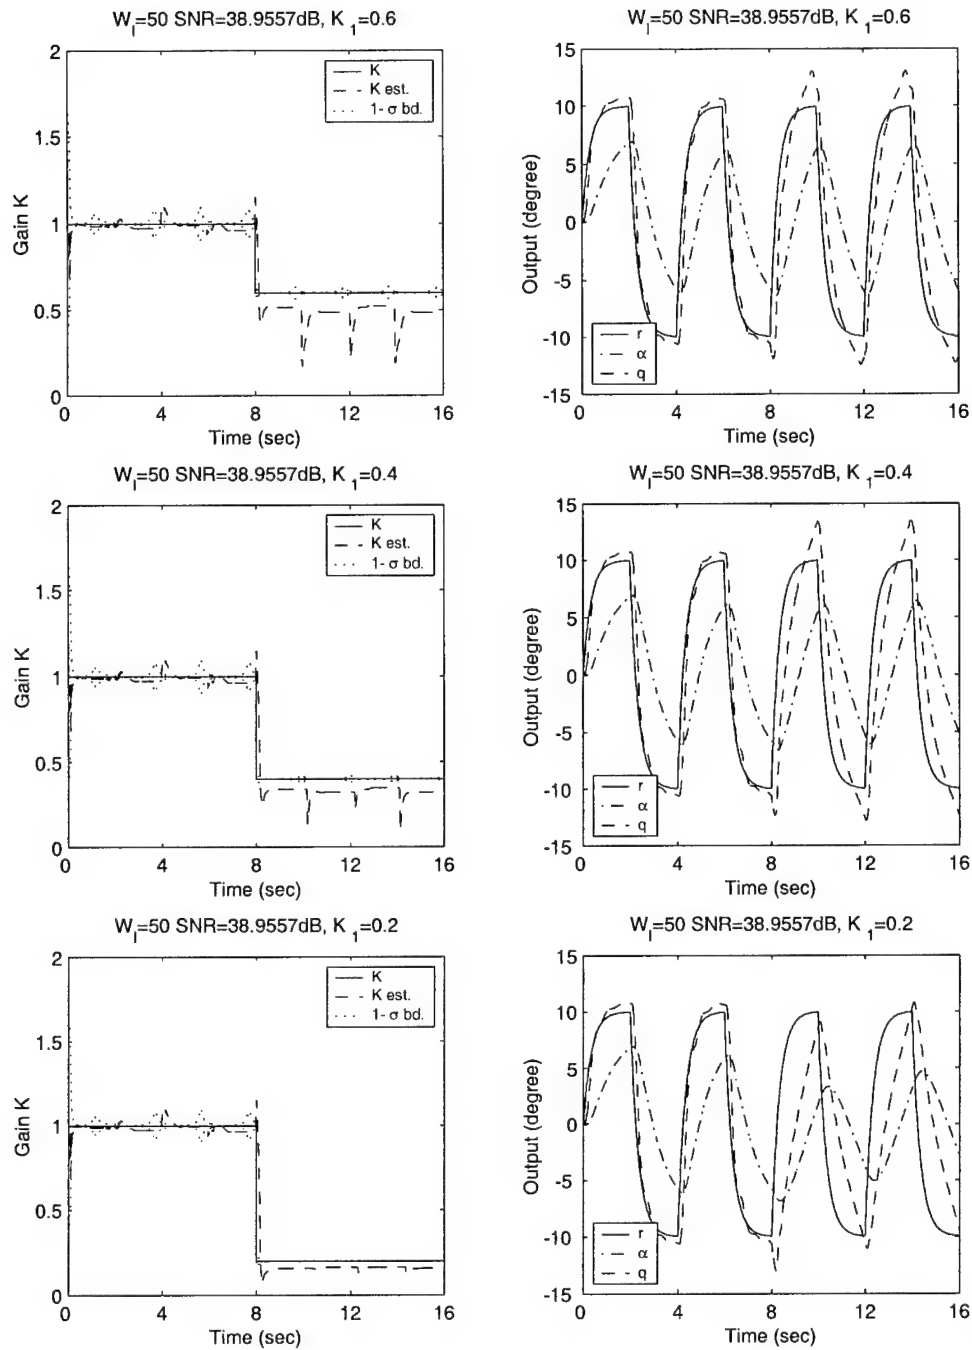 W_l=50 SNR=38.9557dB, K_1=0.6
2
1.5
1
0.5
0
Gain K
K
K est.
1- σ bd.
0 4 8 12 16
Time (sec)
W_l=50 SNR=38.9557dB, K_1=0.6
15
10
5
0
-5
-10
-15
Output (degree)
r
α
q
0 4 8 12 16
Time (sec)
W_l=50 SNR=38.9557dB, K_1=0.4
2
1.5
1
0.5
0
Gain K
K
K est.
1- σ bd.
0 4 8 12 16
Time (sec)
W_l=50 SNR=38.9557dB, K_1=0.4
15
10
5
0
-5
-10
-15
Output (degree)
r
α
q
0 4 8 12 16
Time (sec)
W_l=50 SNR=38.9557dB, K_1=0.2
2
1.5
1
0.5
0
Gain K
K
K est.
1- σ bd.
0 4 8 12 16
Time (sec)
W_l=50 SNR=38.9557dB, K_1=0.2
15
10
5
0
-5
-10
-15
Output (degree)
r
α
q
0 4 8 12 16
Time (sec)